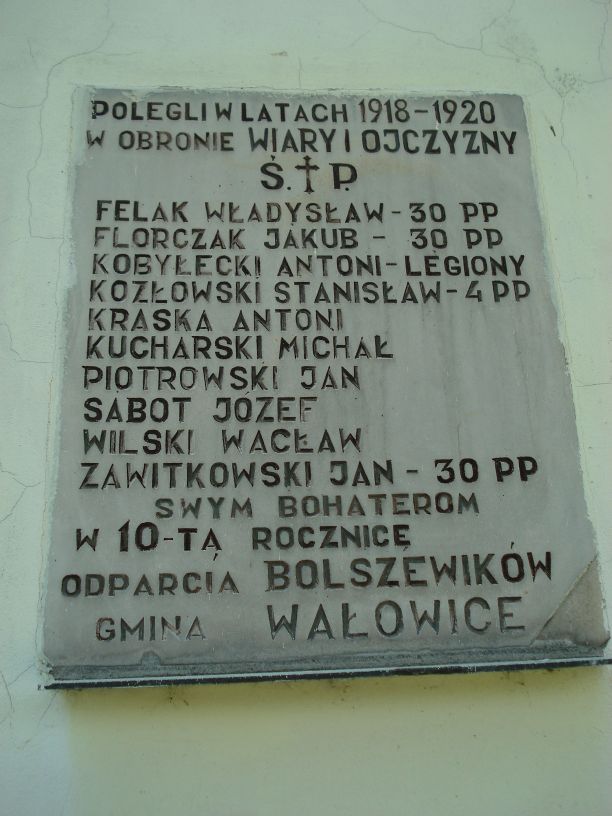 POLEGLI W LATACH 1918-1920
W OBRONIE WIARY I OJCZYZNY
Ś.†P.
FELAK WŁADYSŁAW - 30 PP
FLORCZAK JAKUB - 30 PP
KOBYŁECKI ANTONI - LEGIONY
KOZŁOWSKI STANISŁAW - 4 PP
KRASKA ANTONI
KUCHARSKI MICHAŁ
PIOTROWSKI JAN
SABOT JÓZEF
WILSKI WACŁAW
ZAWITKOWSKI JAN - 30 PP
SWYM BOHATEROM
W 10-TĄ ROCZNICĘ
ODPARCIA BOLSZEWIKÓW
GMINA WAŁOWICE